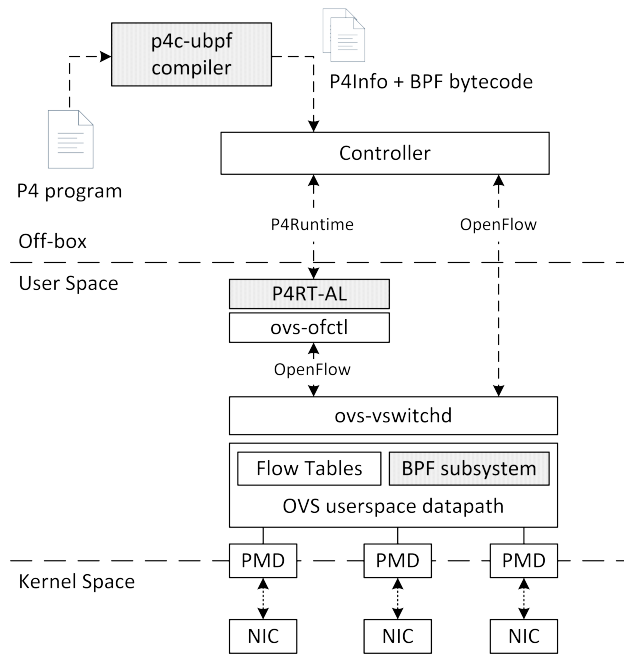 p4c-ubpf
compiler
P4Info + BPF bytecode
P4 program
Controller
P4Runtime
OpenFlow
Off-box
User Space
P4RT-AL
ovs-ofctl
OpenFlow
ovs-vswitchd
Flow Tables
BPF subsystem
OVS userspace datapath
PMD
PMD
PMD
Kernel Space
NIC
NIC
NIC